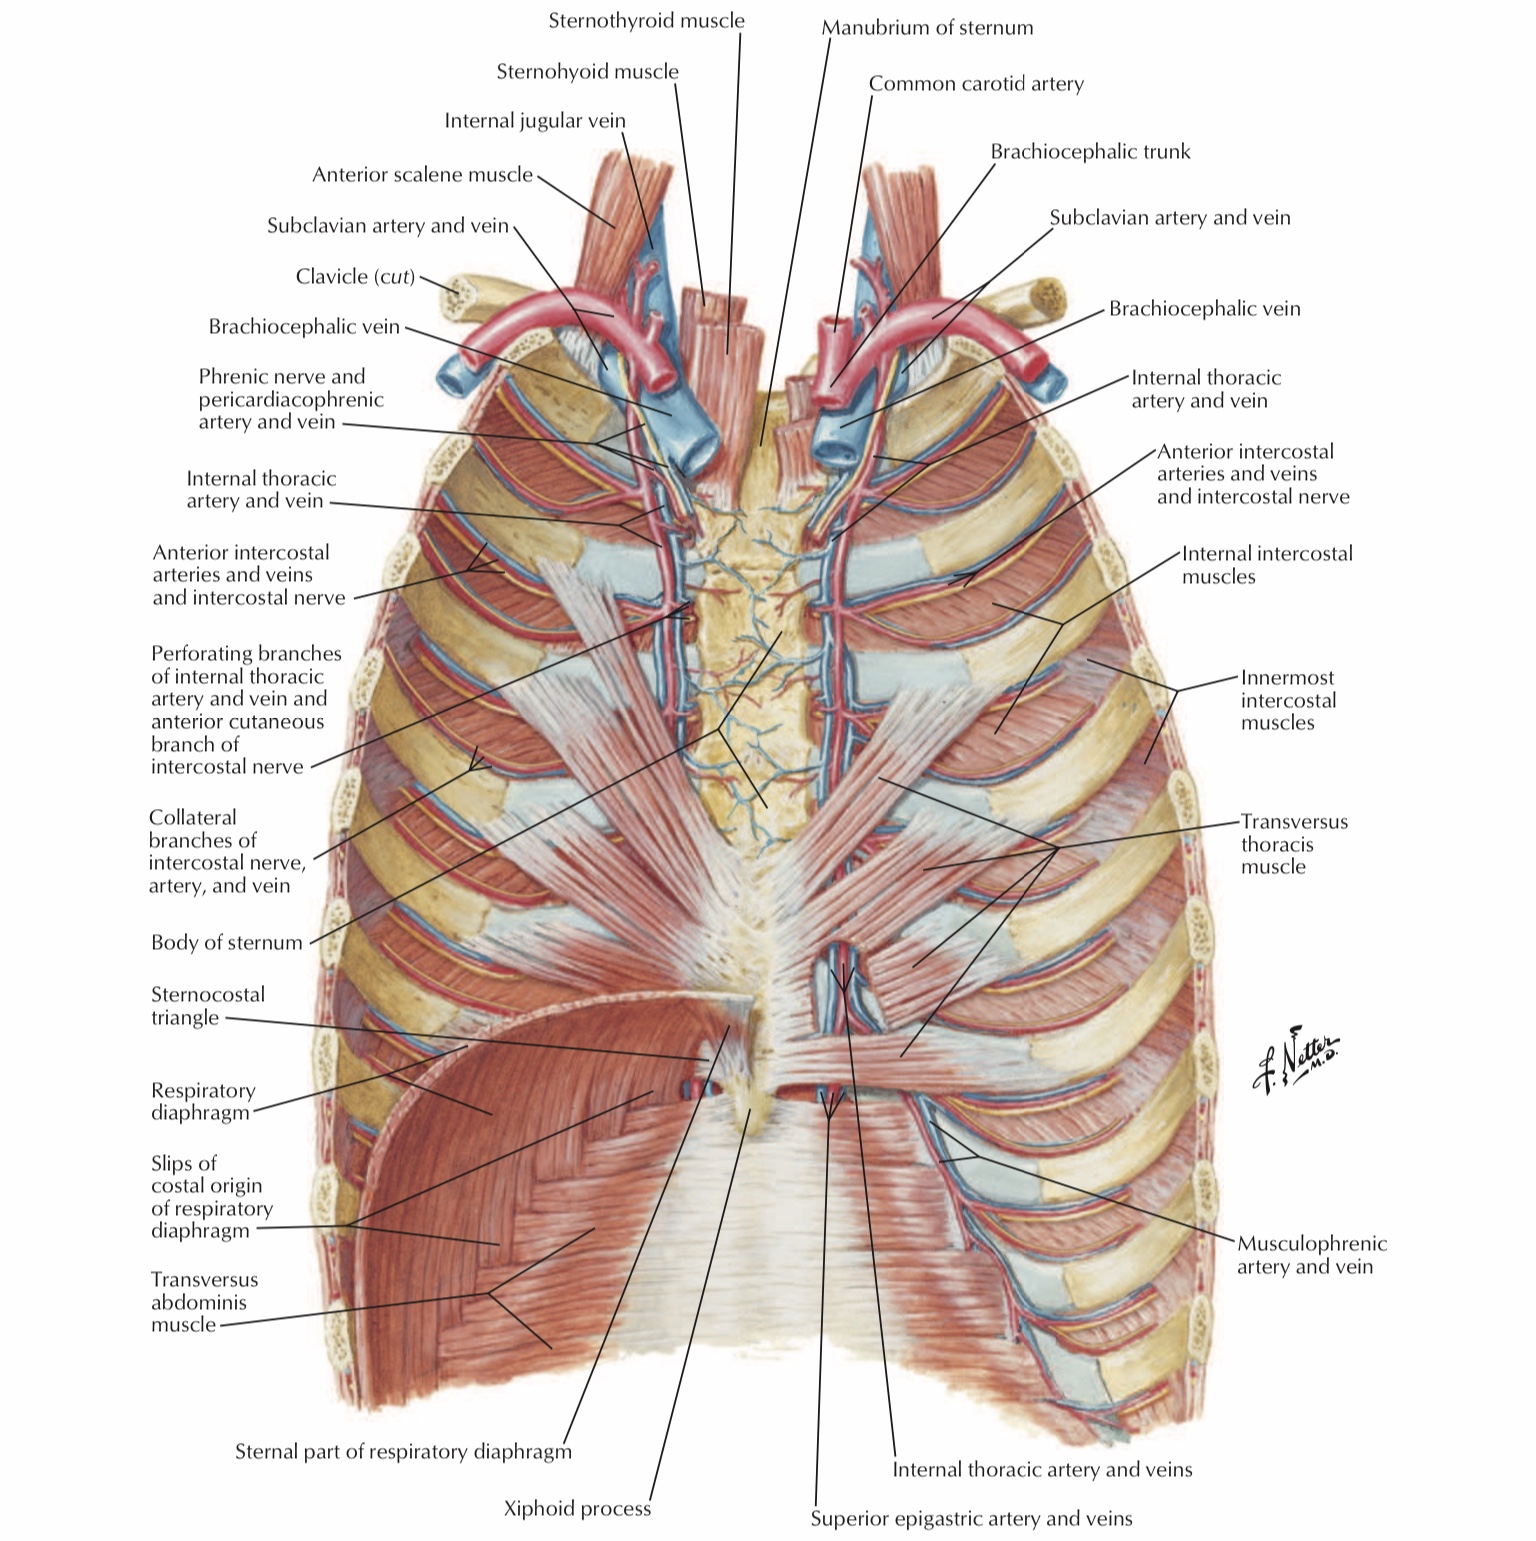 Sternothyroid muscle
Sternohyoid muscle
Internal jugular vein
Anterior scalene muscle
Subclavian artery and vein
Clavicle (cut)
Brachiocephalic vein
Phrenic nerve and
pericardiacophrenic
artery and vein
Internal thoracic
artery and vein
Anterior intercostal
arteries and veins
and intercostal nerve
Perforating branches
of internal thoracic
artery and vein and
anterior cutaneous
branch of
intercostal nerve
Collateral
branches of
intercostal nerve,
artery, and vein
Body of sternum
Sternocostal
triangle
Respiratory
diaphragm
Slips of
costal origin
of respiratory
diaphragm
Transversus
abdominis
muscle
Sternal part of respiratory diaphragm
Xiphoid process
Manubrium of sternum
Common carotid artery
Brachiocephalic trunk
Subclavian artery and vein
Brachiocephalic vein
Internal thoracic
artery and vein
Anterior intercostal
arteries and veins
and intercostal nerve
Internal intercostal
muscles
Innermost
intercostal
muscles
Transversus
thoracis
muscle
F. Netter
M.D.
Musculophrenic
artery and vein
Internal thoracic artery and veins
Superior epigastric artery and veins